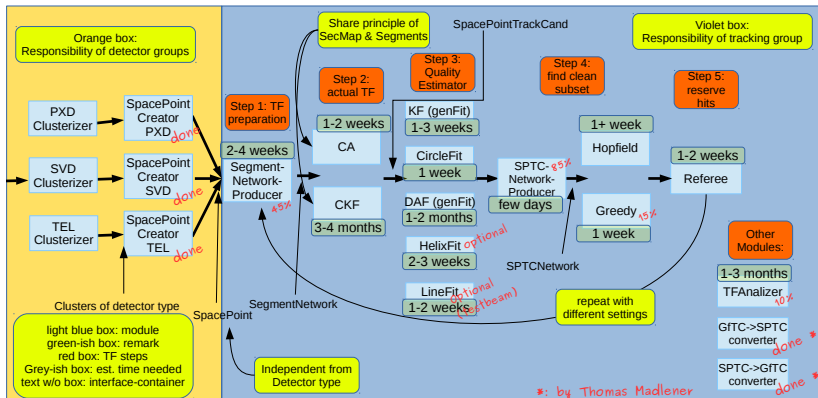 Orange box:
Responsibility of detector groups
Share principle of
SecMap & Segments
SpacePointTrackCand
Violet box:
Responsibility of tracking group
PXD
Clusterizer
SpacePoint
Creator
PXD
done
SVD
Clusterizer
SpacePoint
Creator
SVD
done
TEL
Clusterizer
SpacePoint
Creator
TEL
done
Clusters of detector type
light blue box: module
green-ish box: remark
red box: TF steps
Grey-ish box: est. time needed
text w/o box: interface-container
Step 1: TF
preparation
2-4 weeks
Segment-
Network-
Producer
45%
SpacePoint
SegmentNetwork
Independent from
Detector type
Step 2:
actual TF
1-2 weeks
CA
CKF
3-4 months
Step 3:
Quality
Estimator
KF (genFit)
1-3 weeks
CircleFit
1 week
DAF (genFit)
1-2 months
HelixFit
optional
2-3 weeks
LineFit
optional
(testbeam)
1-2 weeks
SPTC-
Network-
Producer
85%
few days
SPTCNetwork
Step 4:
find clean
subset
1+ week
Hopfield
Greedy
15%
1 week
Step 5:
reserve
hits
1-2 weeks
Referee
repeat with
different settings
Other
Modules:
1-3 months
TFAnalizer
10%
GfTC->SPTC
converter
done *
SPTC->GfTC
converter
done *
*: by Thomas Madlener